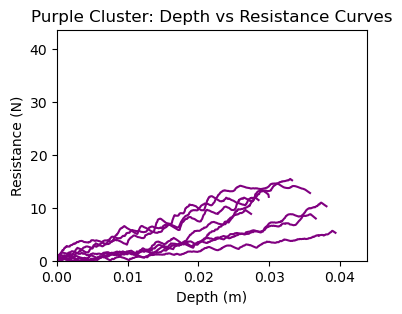 Purple Cluster: Depth vs Resistance Curves
40
30
20
10
0
Resistance (N)
0.00 0.01 0.02 0.03 0.04
Depth (m)